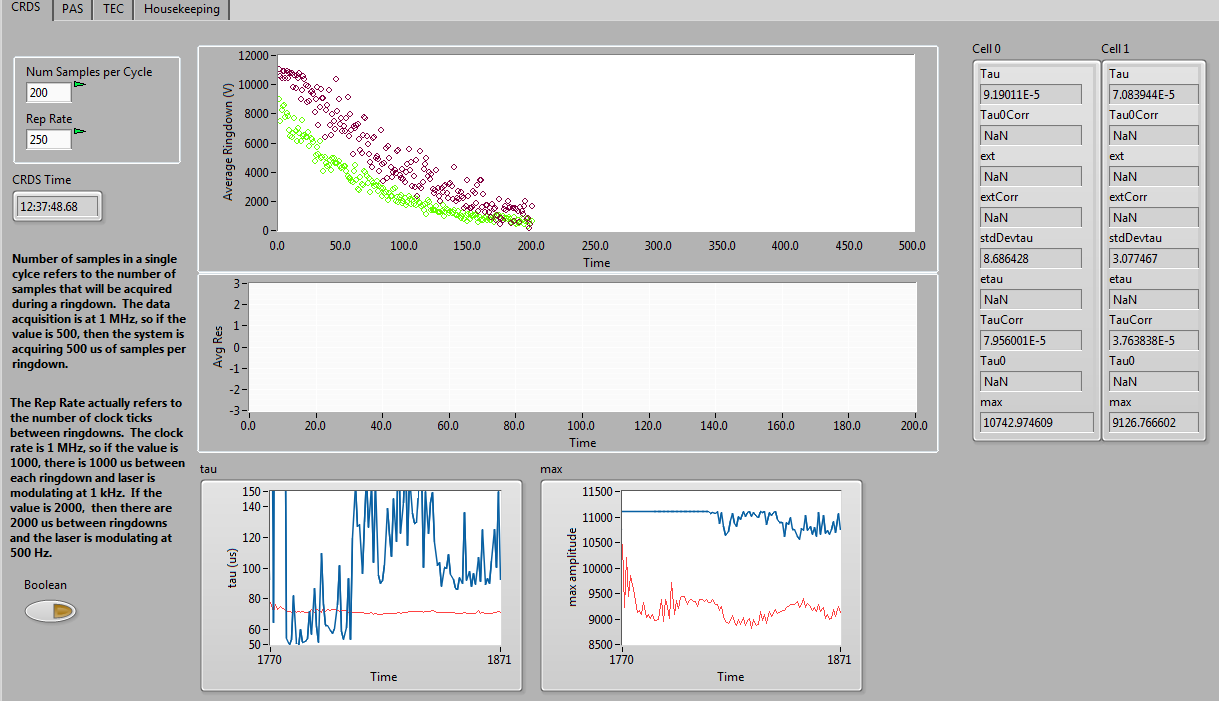 CRDS PAS TEC Housekeeping
Num Samples per Cycle
200
Rep Rate
250
CRDS Time
12:37:48.68
Number of samples in a single
cylce refers to the number of
samples that will be acquired
during a ringdown. The data
acquisition is at 1 MHz, so if the
value is 500, then the system is
acquiring 500 us of samples per
ringdown.
The Rep Rate actually refers to
the number of clock ticks
between ringdowns. The clock
rate is 1 MHz, so if the value is
1000, there is 1000 us between
each ringdown and laser is
modulating at 1 kHz. If the
value is 2000, then there are
2000 us between ringdowns
and the laser is modulating at
500 Hz.
Boolean
Average Ringdown (V)
12000
10000
8000
6000
4000
2000
0
0.0 50.0 100.0 150.0 200.0 250.0 300.0 350.0 400.0 450.0 500.0
Time
Avg Res
3
2
1
0
-1
-2
-3
0.0 20.0 40.0 60.0 80.0 100.0 120.0 140.0 160.0 180.0 200.0
Time
tau
tau (us)
150
140
120
100
80
60
50
1770 1871
Time
max
max amplitude
11500
11000
10500
10000
9500
9000
8500
1770 1871
Time
Cell 0
Tau
9.19011E-5
Tau0Corr
NaN
ext
NaN
extCorr
NaN
stdDevtau
8.686428
etau
NaN
TauCorr
7.956001E-5
Tau0
NaN
max
10742.974609
Cell 1
Tau
7.083944E-5
Tau0Corr
NaN
ext
NaN
extCorr
NaN
stdDevtau
3.077467
etau
NaN
TauCorr
3.763838E-5
Tau0
NaN
max
9126.766602